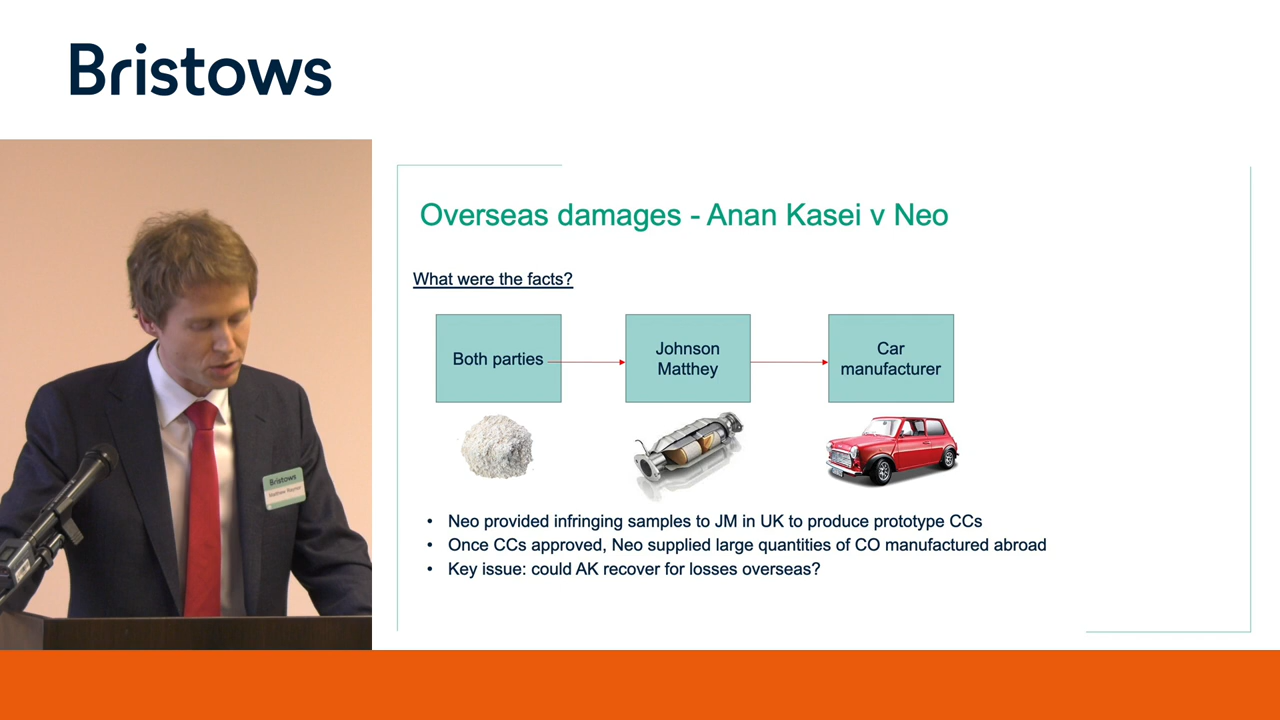 Bristows
Overseas damages - Anan Kasei v Neo
What were the facts?
Both parties
Johnson
Matthey
Car
manufacturer
• Neo provided infringing samples to JM in UK to produce prototype CCs
• Once CCs approved, Neo supplied large quantities of CO manufactured abroad
• Key issue: could AK recover for losses overseas?
Bristows
Matthew